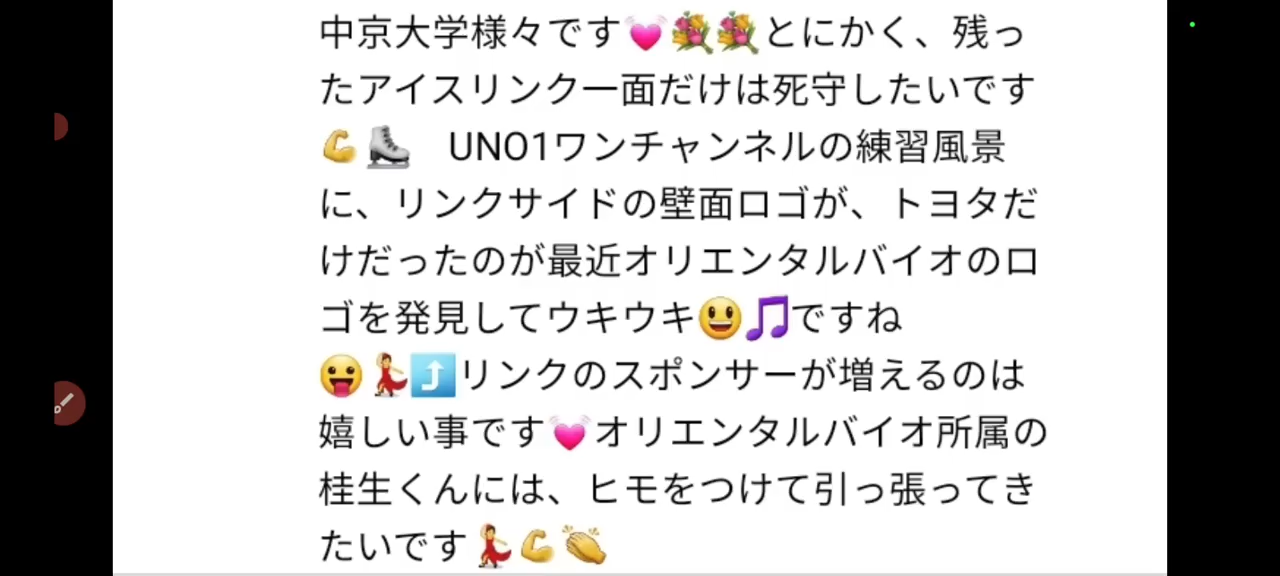 中京大学様々です💓💐💐とにかく、残っ
たアイスリンク一面だけは死守したいです
💪⛸️　UNO1ワンチャンネルの練習風景
に、リンクサイドの壁面ロゴが、トヨタだ
けだったのが最近オリエンタルバイオのロ
ゴを発見してウキウキ😃🎵ですね
😛💃⤴️リンクのスポンサーが増えるのは
嬉しい事です💓オリエンタルバイオ所属の
桂生くんには、ヒモをつけて引っ張ってき
たいです💃💪👏